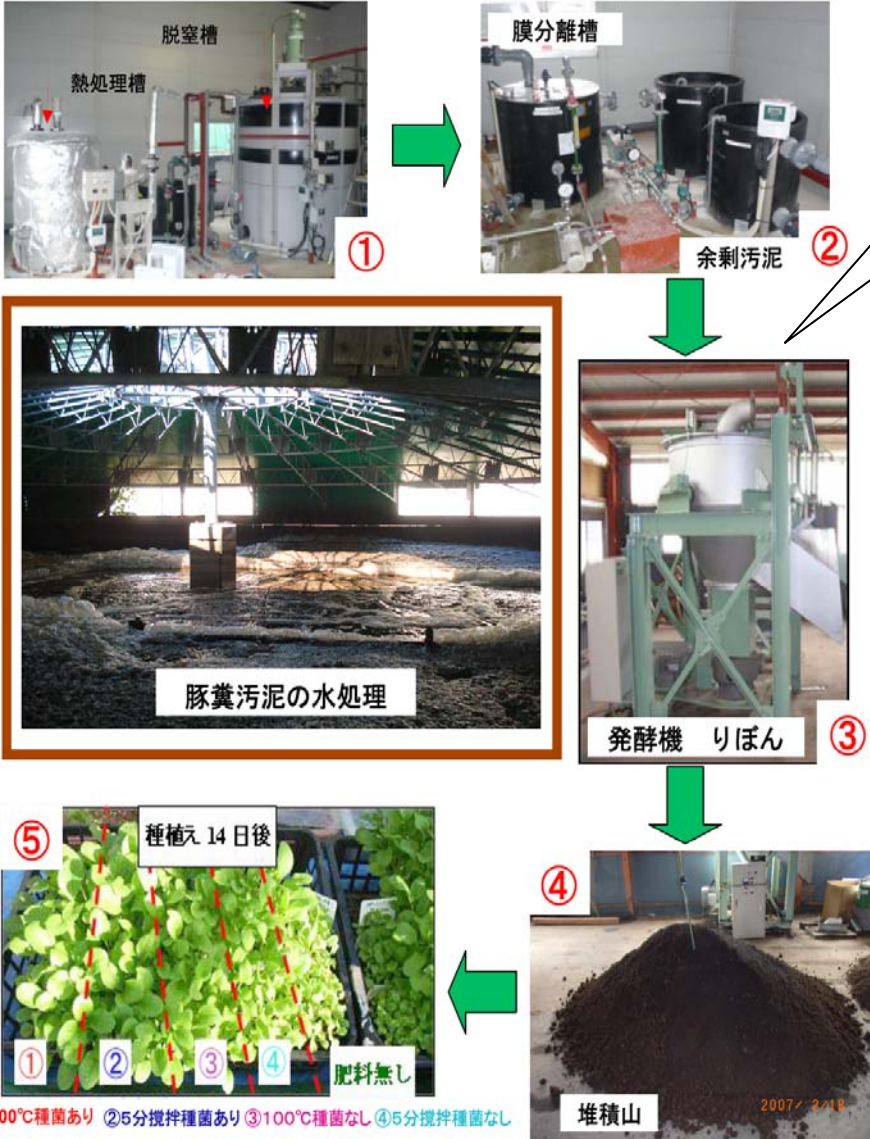 脱窒槽
熱処理槽
①
膜分離槽
余剰汚泥
②
豚糞汚泥の水処理
発酵機 りぼん
③
④
堆積山
2007/ 2/18
⑤
種植え 14 日後
① ② ③ ④
肥料無し
00℃種菌あり ②5分撹拌種菌あり ③100℃種菌なし ④5分撹拌種菌なし